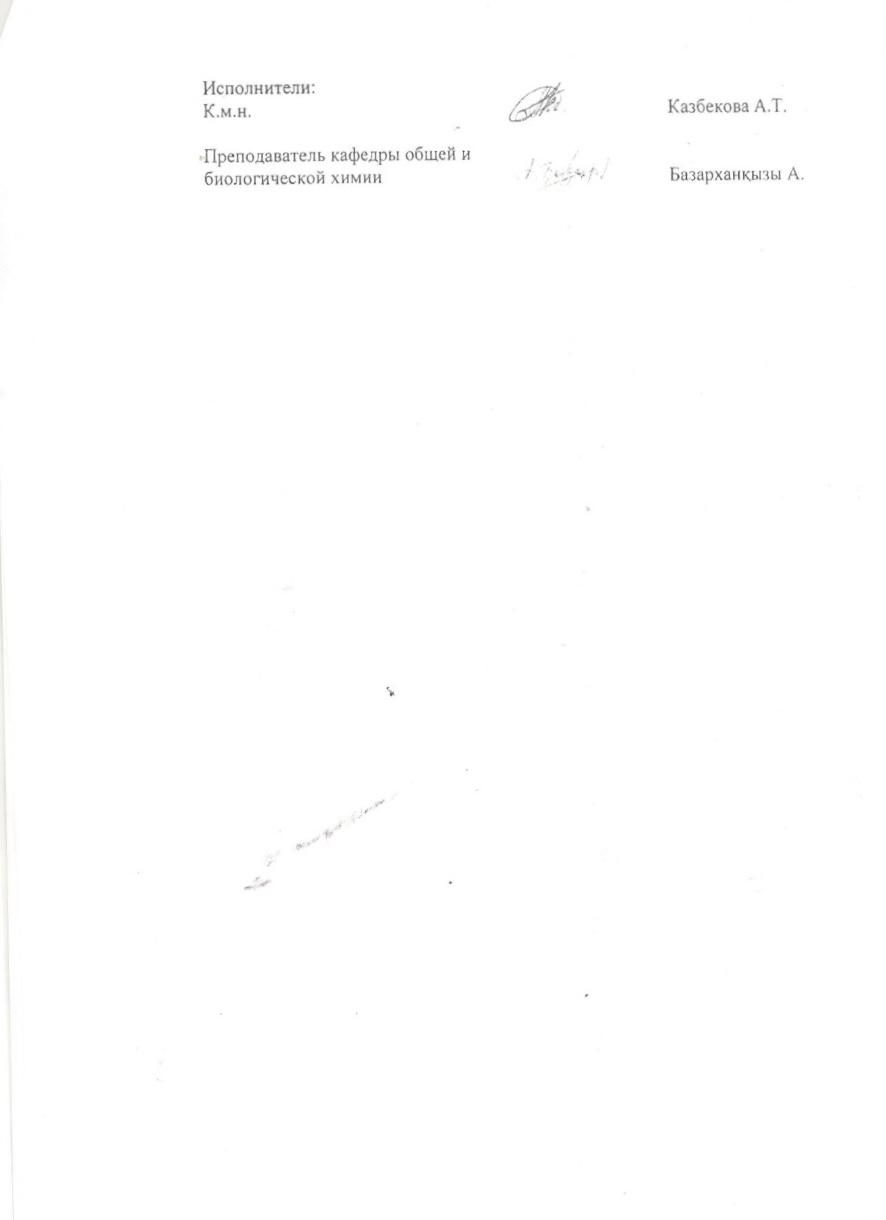 Исполнители:
К.м.н. Казбекова А.Т.
Преподаватель кафедры общей и
биологической химии Базарханқызы А.